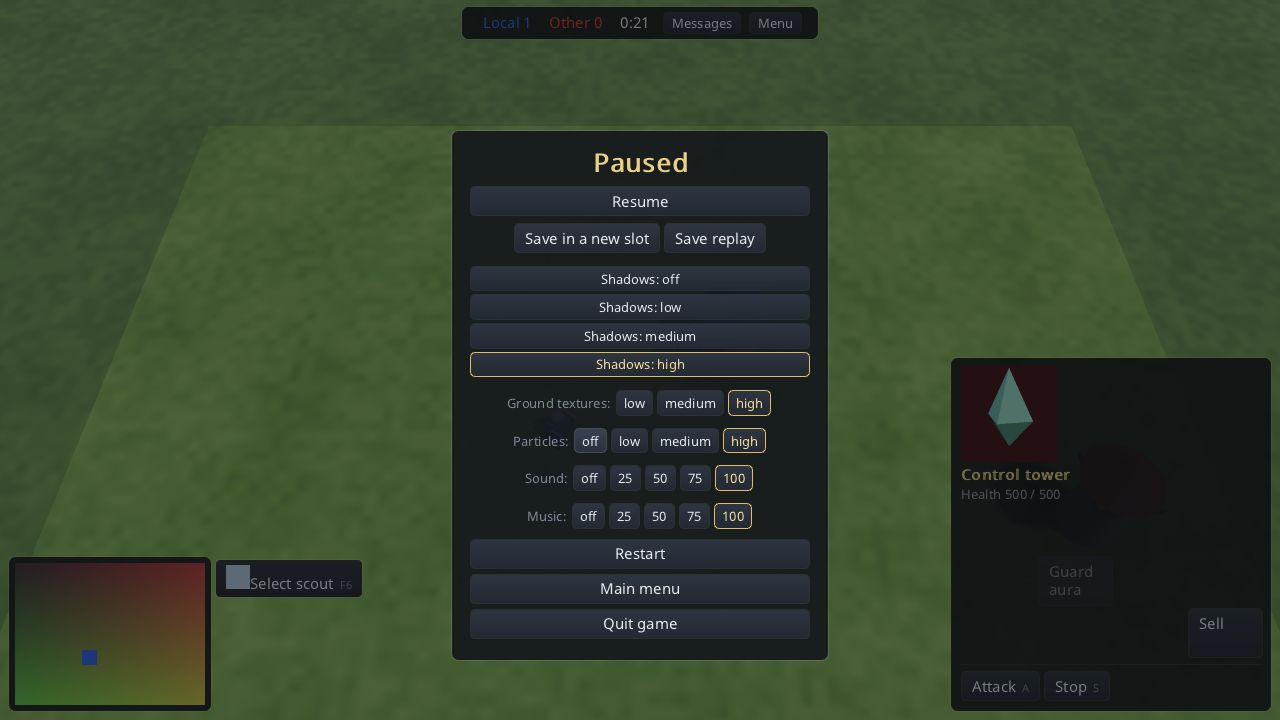 Local 1 Other 0 0:21 Messages Menu
Paused
Resume
Save in a new slot Save replay
Shadows: off
Shadows: low
Shadows: medium
Shadows: high
Ground textures: low medium high
Particles: off low medium high
Sound: off 25 50 75 100
Music: off 25 50 75 100
Restart
Main menu
Quit game
Select scout F6
Control tower
Health 500 / 500
Guard
aura
Sell
Attack A Stop S